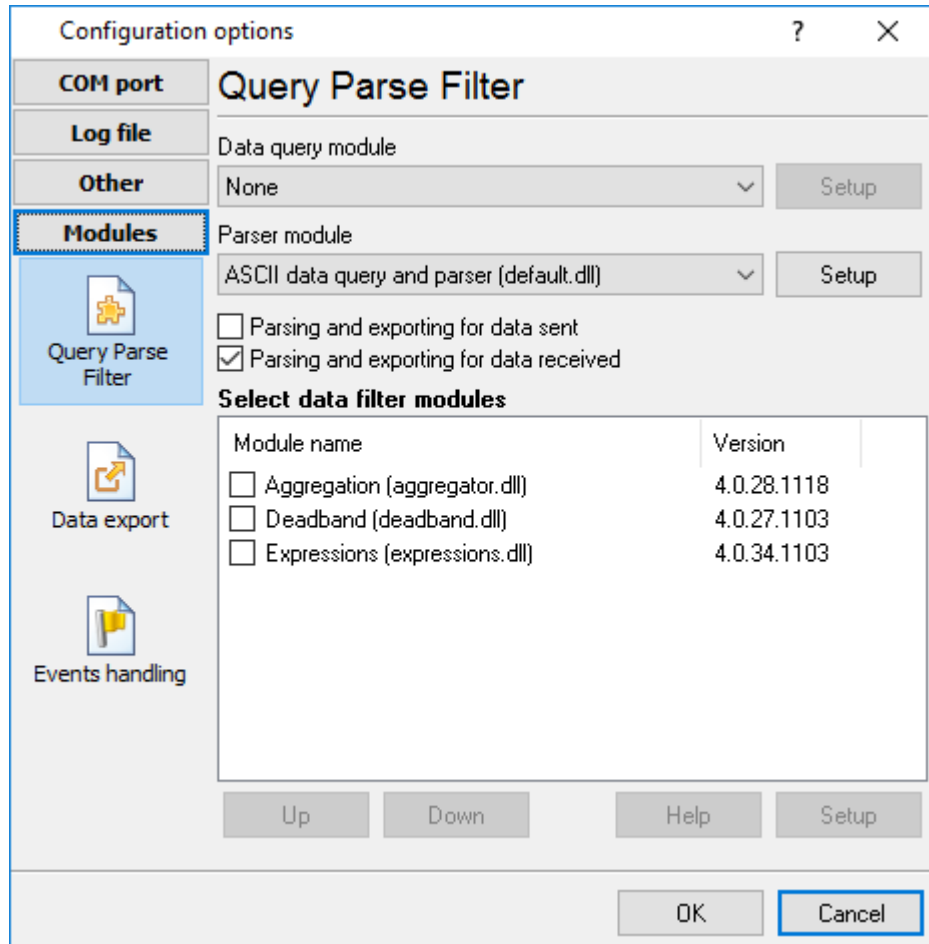 Configuration options
COM port
Log file
Other
Modules
Query Parse
Filter
Data export
Events handling
Query Parse Filter
Data query module
None
Setup
Parser module
ASCII data query and parser (default.dll)
Setup
Parsing and exporting for data sent
Parsing and exporting for data received
Select data filter modules
Module name Version
Aggregation (aggregator.dll) 4.0.28.1118
Deadband (deadband.dll) 4.0.27.1103
Expressions (expressions.dll) 4.0.34.1103
Up Down Help Setup
OK Cancel